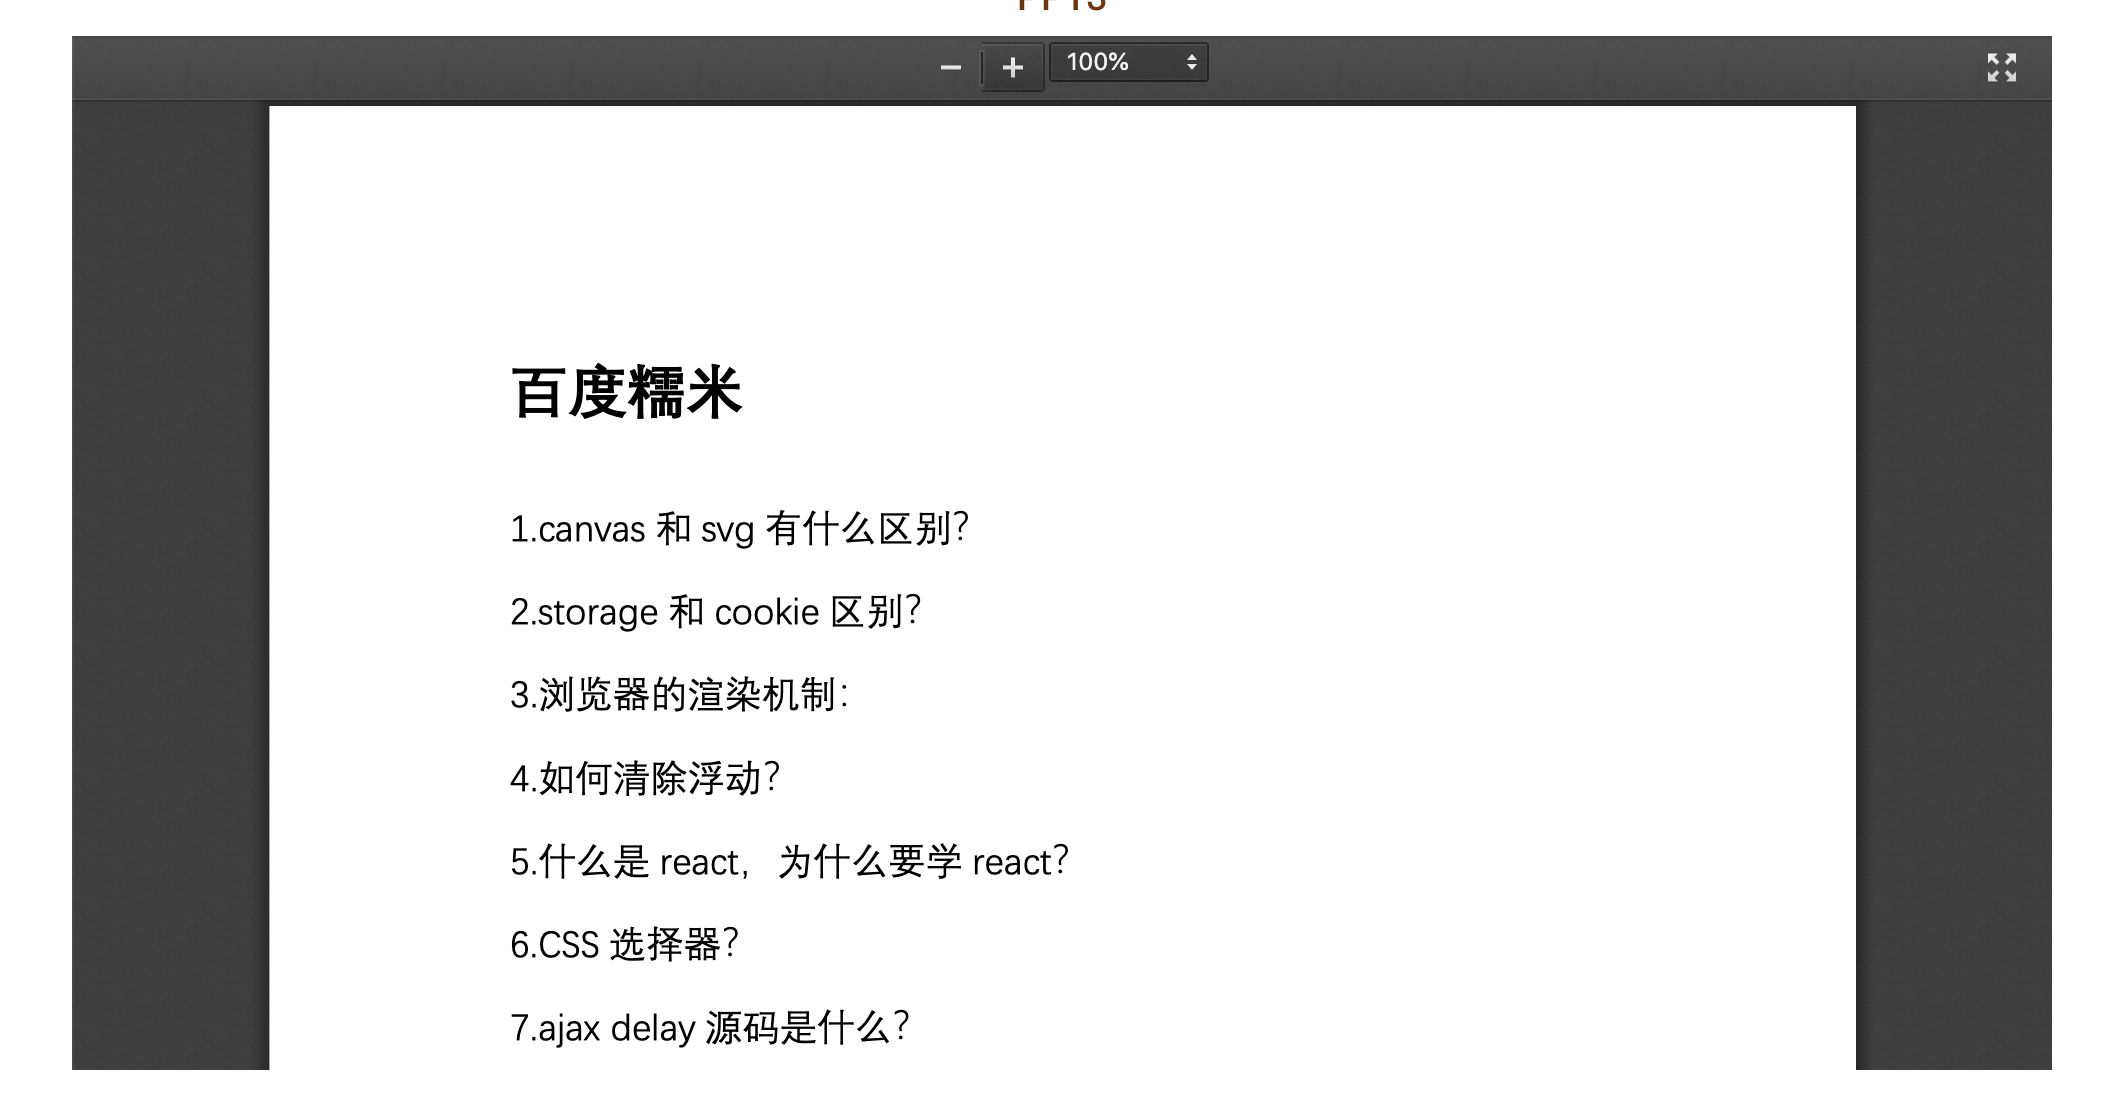 100%
百度糯米
1.canvas 和 svg 有什么区别？
2.storage 和 cookie 区别？
3.浏览器的渲染机制：
4.如何清除浮动？
5.什么是 react，为什么要学 react？
6.CSS 选择器？
7.ajax delay 源码是什么？